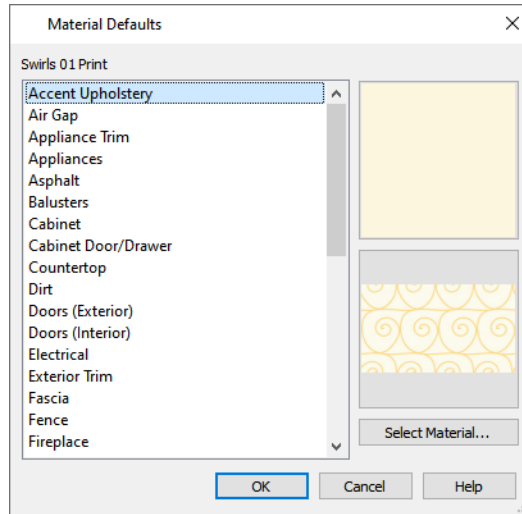 Material Defaults
Swirls 01 Print
Accent Upholstery
Air Gap
Appliance Trim
Appliances
Asphalt
Balusters
Cabinet
Cabinet Door/Drawer
Countertop
Dirt
Doors (Exterior)
Doors (Interior)
Electrical
Exterior Trim
Fascia
Fence
Fireplace
Select Material...
OK Cancel Help